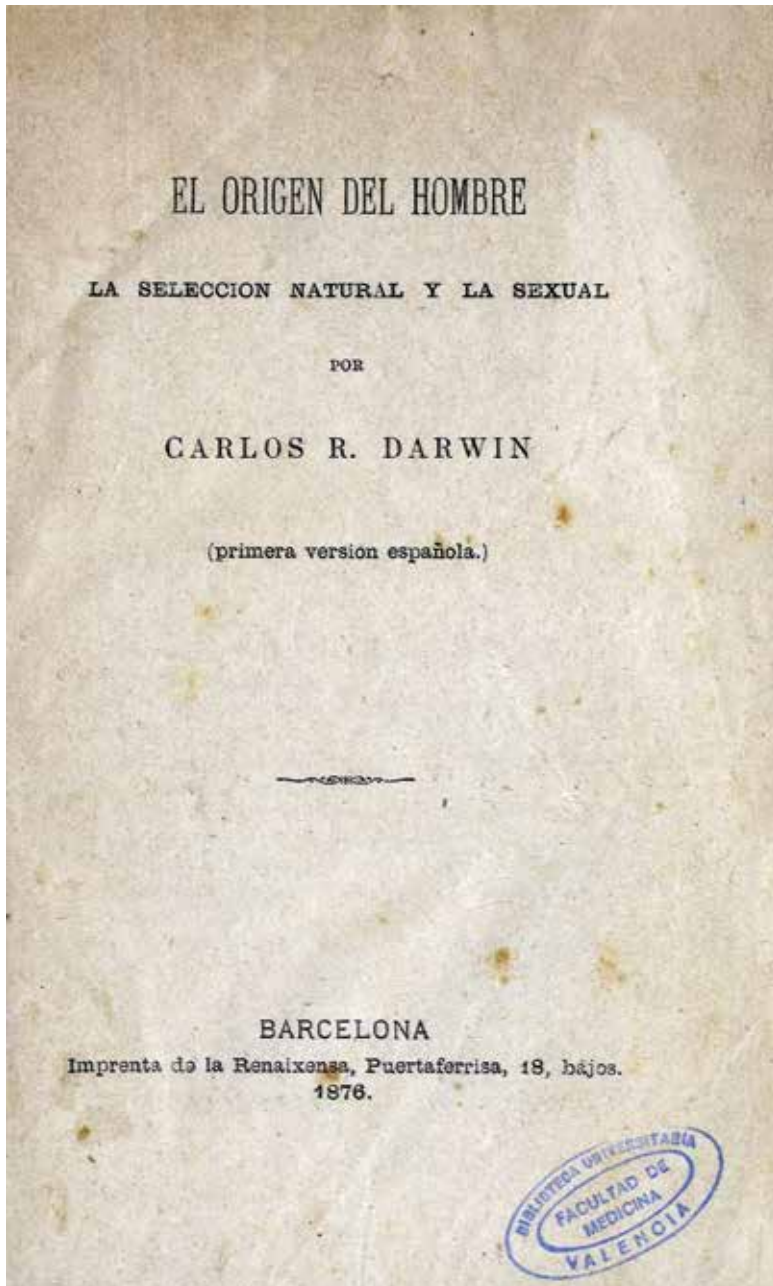 EL ORIGEN DEL HOMBRE
LA SELECCION NATURAL Y LA SEXUAL
POR
CARLOS R. DARWIN
(primera version española.)
BARCELONA
Imprenta de la Renaixensa, Puertaferrisa, 18, bajos.
1876.
BIBLIOTECA UNIVERSITARIA
FACULTAD DE
MEDICINA
VALENCIA